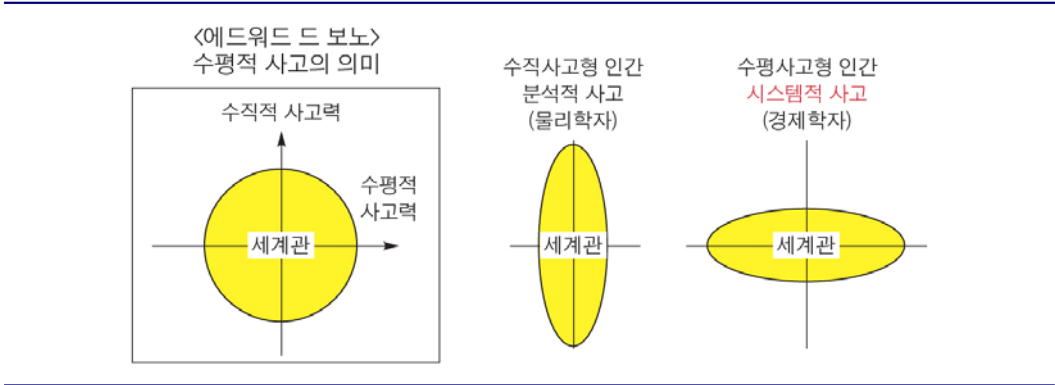 <에드워드 드 보노>
수평적 사고의 의미
수직적 사고력
수평적
사고력
세계관
수직사고형 인간
분석적 사고
(물리학자)
세계관
수평사고형 인간
시스템적 사고
(경제학자)
세계관